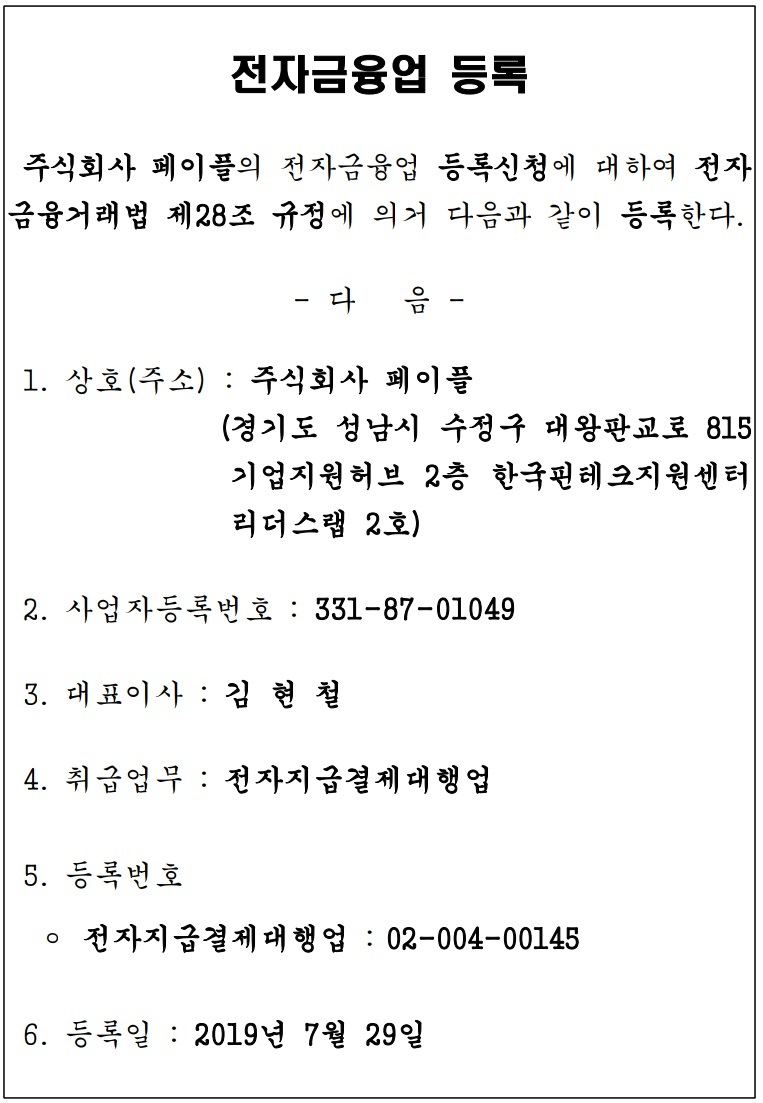 전자금융업 등록
주식회사 페이플의 전자금융업 등록신청에 대하여 전자
금융거래법 제28조 규정에 의거 다음과 같이 등록한다.
- 다 음 -
1. 상호(주소) : 주식회사 페이플
(경기도 성남시 수정구 대왕판교로 815
기업지원허브 2층 한국핀테크지원센터
리더스랩 2호)
2. 사업자등록번호 : 331-87-01049
3. 대표이사 : 김 현 철
4. 취급업무 : 전자지급결제대행업
5. 등록번호
ㅇ 전자지급결제대행업 : 02-004-00145
6. 등록일 : 2019년 7월 29일